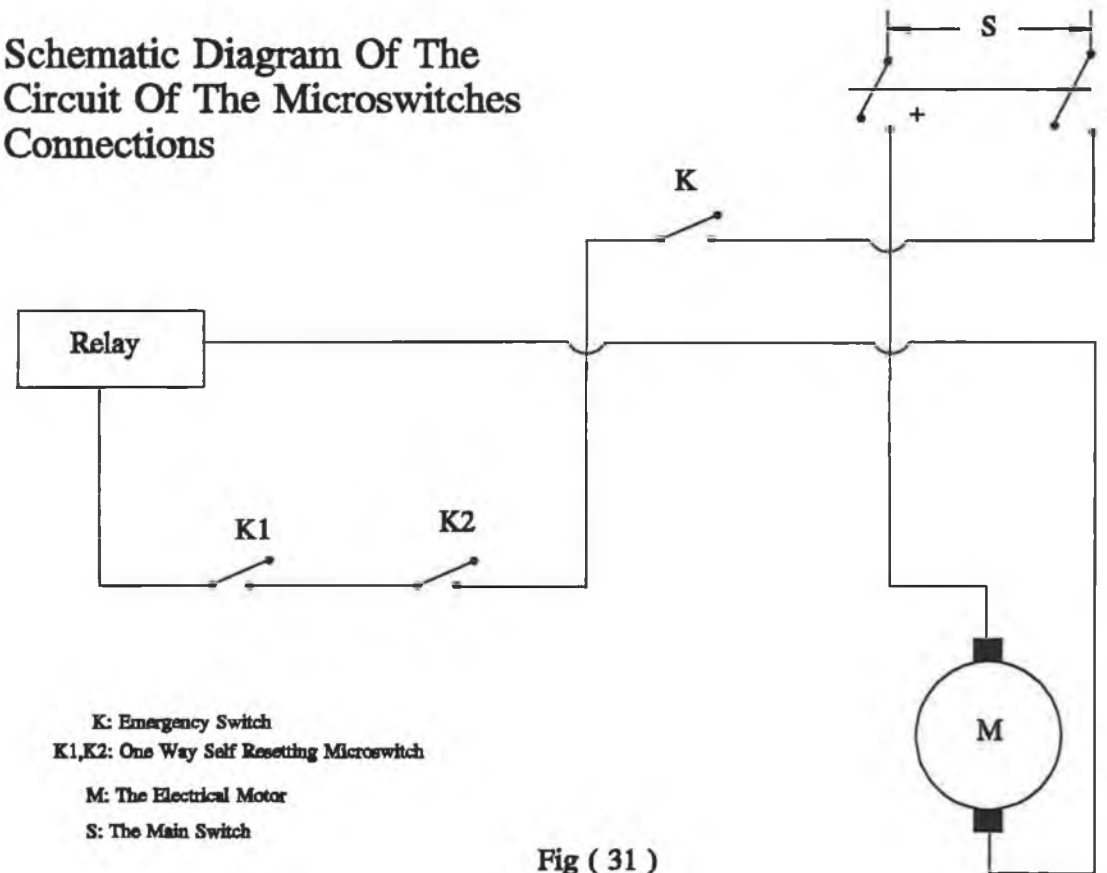 Schematic Diagram Of The
Circuit Of The Microswitches
Connections
S
+
K
Relay
K1
K2
M
K: Emergency Switch
K1,K2: One Way Self Resetting Microswitch
M: The Electrical Motor
S: The Main Switch
Fig ( 31 )